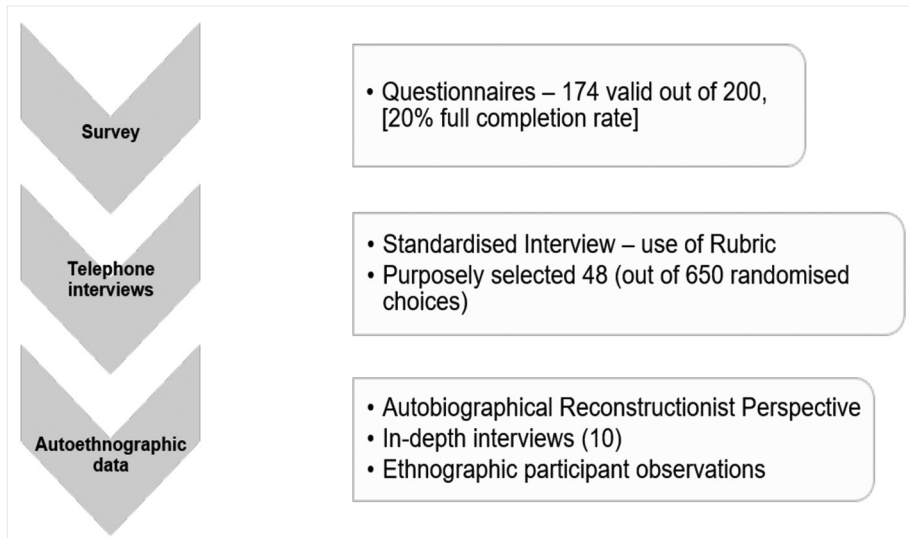 Survey
• Questionnaires – 174 valid out of 200,
[20% full completion rate]
Telephone
interviews
• Standardised Interview – use of Rubric
• Purposely selected 48 (out of 650 randomised
choices)
Autoethnographic
data
• Autobiographical Reconstructionist Perspective
• In-depth interviews (10)
• Ethnographic participant observations